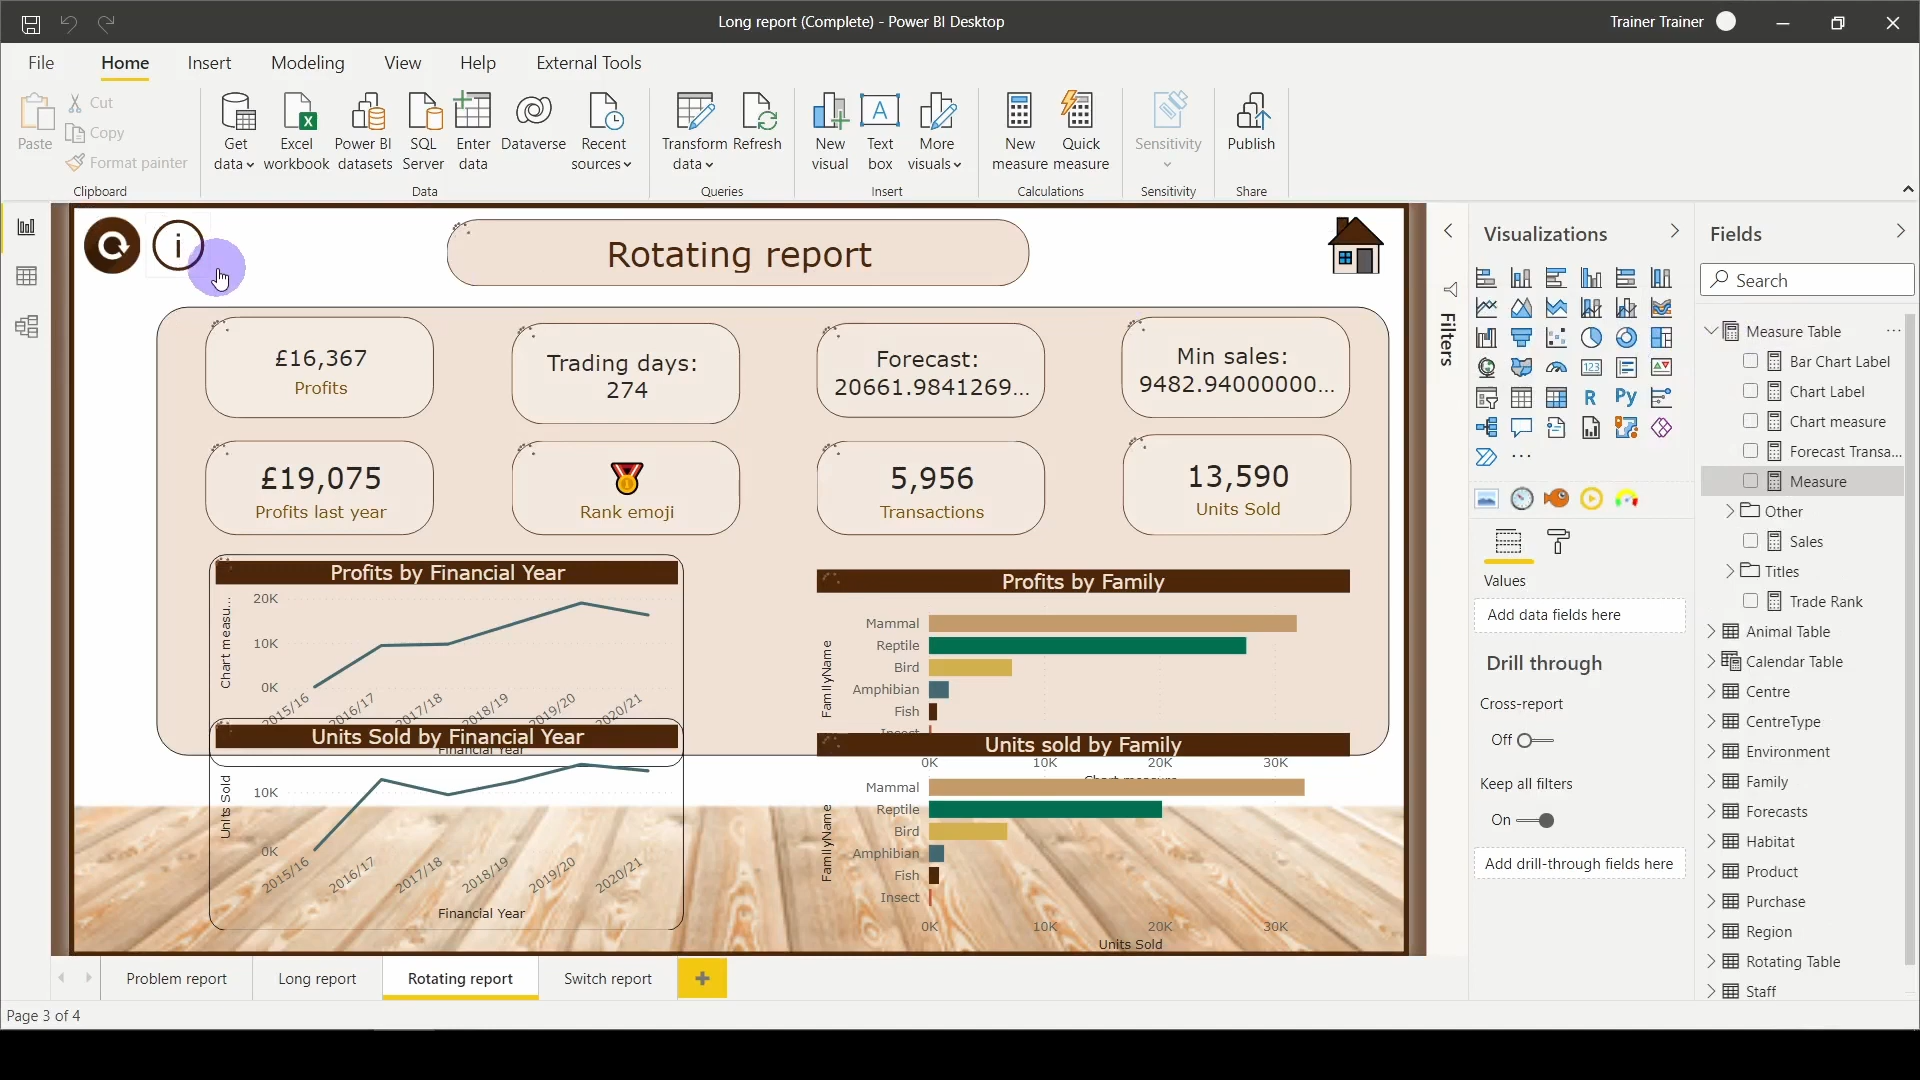 Long report (Complete) - Power BI Desktop
Trainer Trainer
File
Home
Insert
Modeling
View
Help
External Tools
Paste
Cut
Copy
Format painter
Clipboard
Get
data
Excel
workbook
Power BI
datasets
SQL
Server
Enter
data
Dataverse
Recent
sources
Data
Transform
data
Refresh
Queries
New
visual
Text
box
More
visuals
Insert
New
measure
Quick
measure
Calculations
Sensitivity
Sensitivity
Publish
Share
Rotating report
£16,367
Profits
Trading days:
274
Forecast:
20661.9841269...
Min sales:
9482.94000000...
£19,075
Profits last year
Rank emoji
5,956
Transactions
13,590
Units Sold
Profits by Financial Year
Chart measu...
20K
10K
0K
2015/16
2016/17
2017/18
2018/19
2019/20
2020/21
Financial Year
Units Sold by Financial Year
Units Sold
10K
0K
2015/16
2016/17
2017/18
2018/19
2019/20
2020/21
Financial Year
Profits by Family
FamilyName
Mammal
Reptile
Bird
Amphibian
Fish
Insect
0K
10K
20K
30K
Chart measure
Units sold by Family
FamilyName
Mammal
Reptile
Bird
Amphibian
Fish
Insect
0K
10K
20K
30K
Units Sold
Filters
Visualizations
R
Py
123
Values
Add data fields here
Drill through
Cross-report
Off
Keep all filters
On
Add drill-through fields here
Fields
Search
Measure Table
Bar Chart Label
Chart Label
Chart measure
Forecast Transa...
Measure
Other
Sales
Titles
Trade Rank
Animal Table
Calendar Table
Centre
CentreType
Environment
Family
Forecasts
Habitat
Product
Purchase
Region
Rotating Table
Staff
Problem report
Long report
Rotating report
Switch report
Page 3 of 4